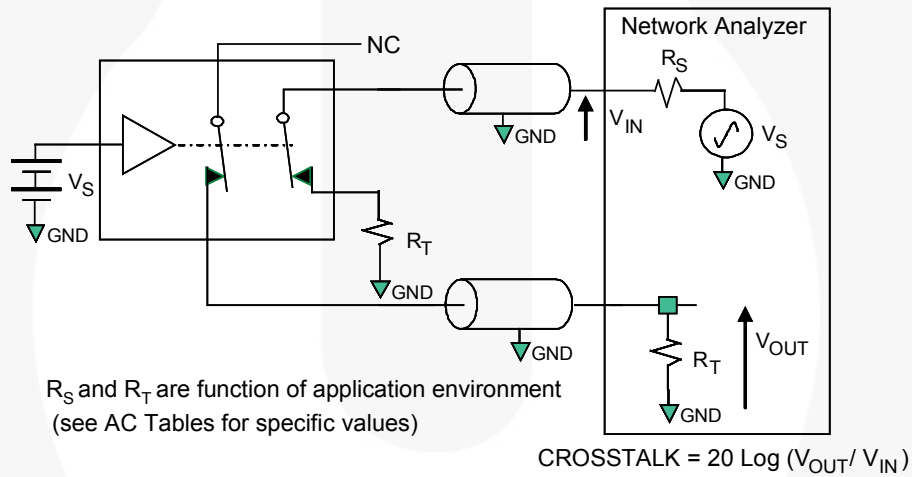 Network Analyzer
NC
R_S
V_IN
V_S
GND
GND
V_S
GND
R_T
GND
GND
R_T
V_OUT
GND
R_S and R_T are function of application environment
(see AC Tables for specific values)
CROSSTALK = 20 Log (V_OUT/ V_IN)